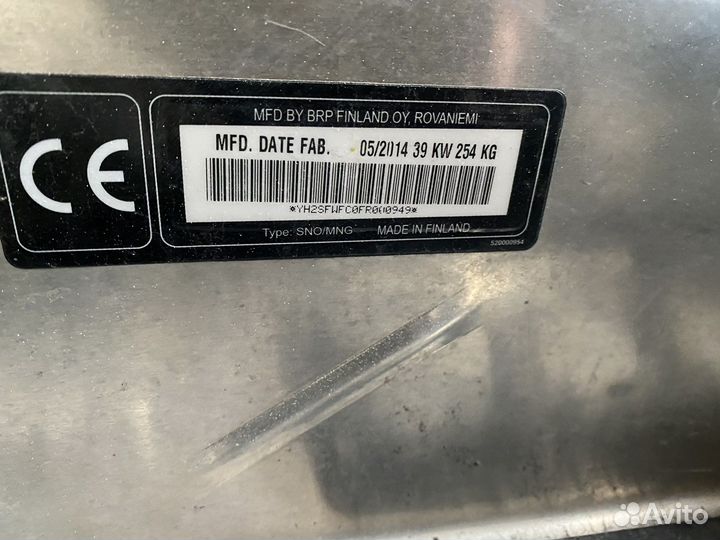 CE
MFD BY BRP FINLAND OY, ROVANIEMI
MFD. DATE FAB. 05/2014 39 KW 254 KG
*YH2SFWFC0FR000949*
Type: SNO/MNG MADE IN FINLAND
520000954
Avito